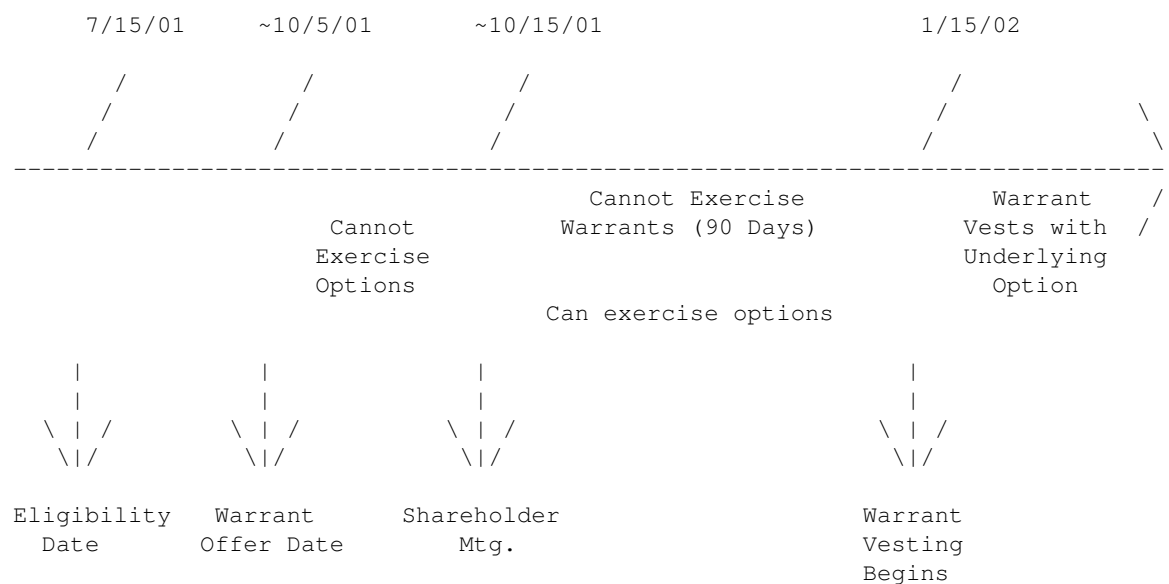 7/15/01 ~10/5/01 ~10/15/01 1/15/02
Cannot Exercise Warrant
Cannot Warrants (90 Days) Vests with
Exercise Underlying
Options Option
Can exercise options
Eligibility Warrant Shareholder Warrant
Date Offer Date Mtg. Vesting
Begins